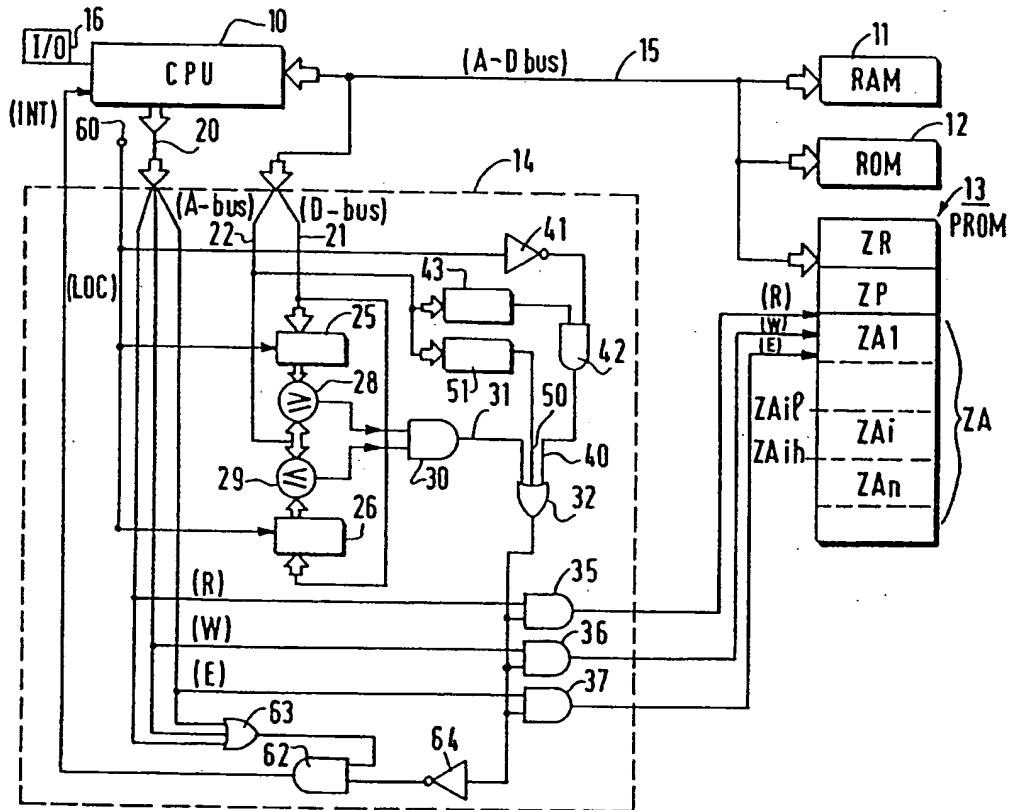 16
I/O
10
CPU
(A-D bus)
15
11
RAM
(INT)
60
20
12
ROM
14
13
PROM
(A-bus)
(D-bus)
22
21
41
ZR
(LOC)
43
ZP
(R)
(W)
(E)
ZA1
25
42
28
51
31
50
ZAiℓ
ZAi
ZA
ZAih
≥
≤
29
30
40
32
ZAn
26
35
(R)
36
(W)
37
(E)
63
62
64